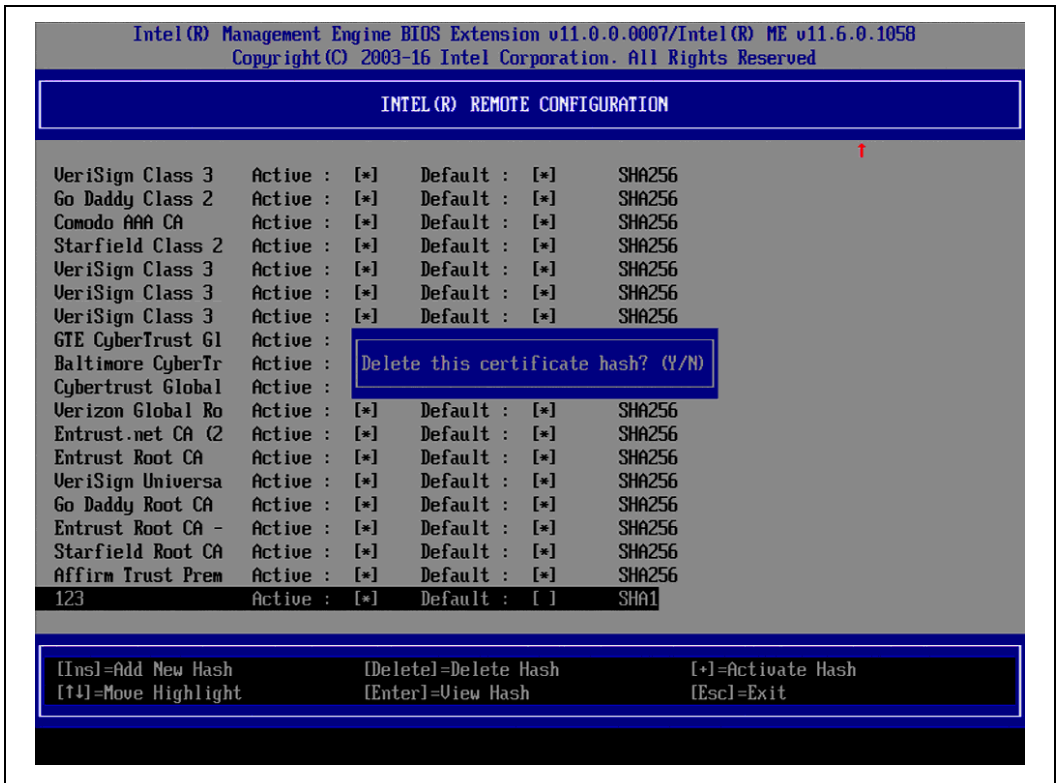 Intel(R) Management Engine BIOS Extension v11.0.0.0007/Intel(R) ME v11.6.0.1058
Copyright(C) 2003-16 Intel Corporation. All Rights Reserved
INTEL(R) REMOTE CONFIGURATION
↑
VeriSign Class 3 Active : [*] Default : [*] SHA256
Go Daddy Class 2 Active : [*] Default : [*] SHA256
Comodo AAA CA Active : [*] Default : [*] SHA256
Starfield Class 2 Active : [*] Default : [*] SHA256
VeriSign Class 3 Active : [*] Default : [*] SHA256
VeriSign Class 3 Active : [*] Default : [*] SHA256
VeriSign Class 3 Active : [*] Default : [*] SHA256
GTE CyberTrust Gl Active :
Baltimore CyberTr Active : Delete this certificate hash? (Y/N)
Cybertrust Global Active :
Verizon Global Ro Active : [*] Default : [*] SHA256
Entrust.net CA (2 Active : [*] Default : [*] SHA256
Entrust Root CA Active : [*] Default : [*] SHA256
VeriSign Universa Active : [*] Default : [*] SHA256
Go Daddy Root CA Active : [*] Default : [*] SHA256
Entrust Root CA - Active : [*] Default : [*] SHA256
Starfield Root CA Active : [*] Default : [*] SHA256
Affirm Trust Prem Active : [*] Default : [*] SHA256
123 Active : [*] Default : [ ] SHA1
[Ins]=Add New Hash [Delete]=Delete Hash [+]=Activate Hash
[↑↓]=Move Highlight [Enter]=View Hash [Esc]=Exit